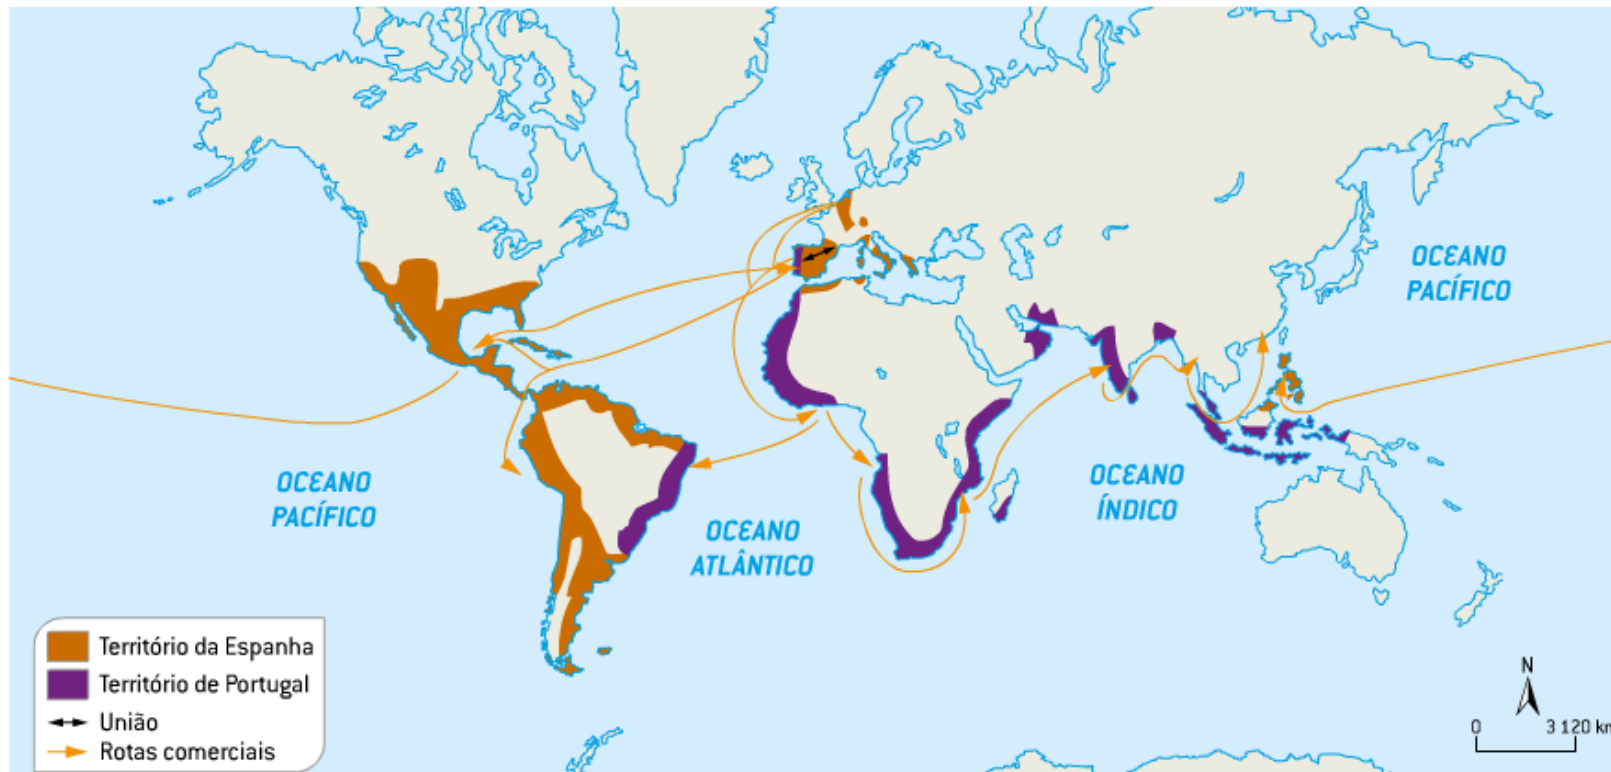 OCEANO
PACÍFICO
OCEANO
PACÍFICO
OCEANO
ATLÂNTICO
OCEANO
ÍNDICO
Território da Espanha
Território de Portugal
União
Rotas comerciais
N
0 3 120 km